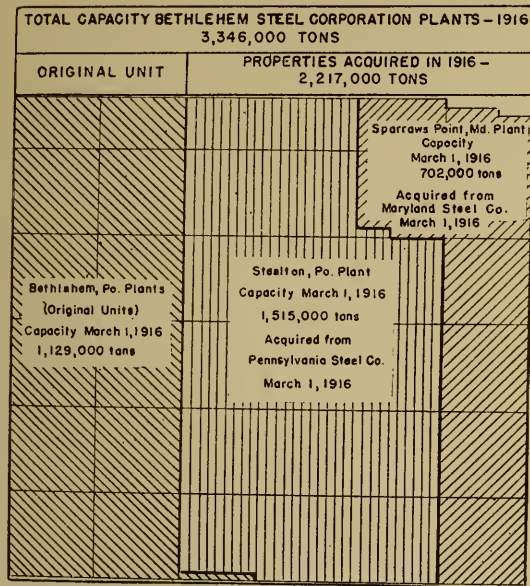 TOTAL CAPACITY BETHLEHEM STEEL CORPORATION PLANTS – 1916
3,346,000 TONS
ORIGINAL UNIT
PROPERTIES ACQUIRED IN 1916 –
2,217,000 TONS
Sparraws Point, Md. Plant
Capacity
March 1, 1916
702,000 tons
Acquired from
Maryland Steel Co.
March 1, 1916
Steelton, Pa. Plant
Capacity March 1, 1916
1,515,000 tons
Acquired from
Pennsylvania Steel Co.
March 1, 1916
Bethlehem, Pa. Plants
(Original Units)
Capacity March 1, 1916
1,129,000 tans